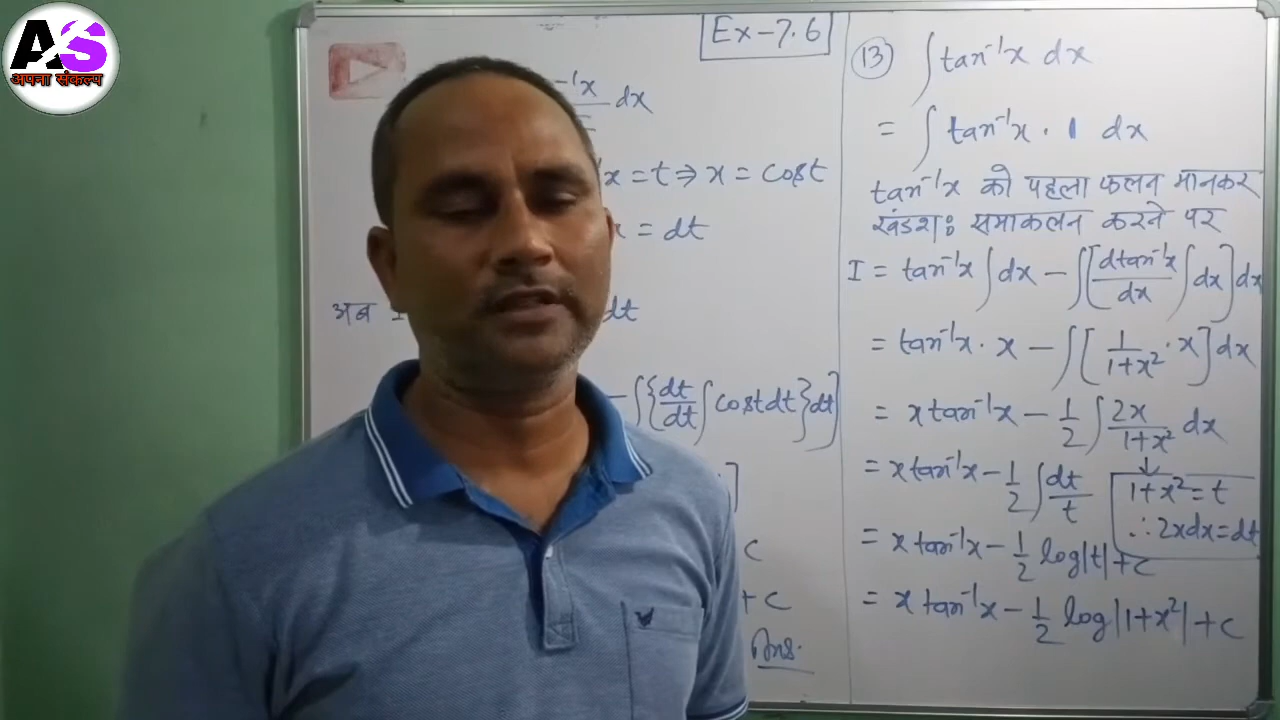 AS
अपना संकल्प
Ex-7.6
-1x dx
x = t ⇒ x = cost
x = dt
अब I
dt
- ∫{dt/dt ∫cost dt}dt]
c
+ c
Ans.
(13) ∫tan⁻¹x dx
= ∫ tan⁻¹x · 1 dx
tan⁻¹x को पहला फलन मानकर
खंडशः समाकलन करने पर
I = tan⁻¹x ∫dx - ∫[dtan⁻¹x/dx ∫dx]dx
= tan⁻¹x · x - ∫[1/1+x² · x]dx
= x tan⁻¹x - 1/2 ∫ 2x/1+x² dx
= x tan⁻¹x - 1/2 ∫ dt/t
1+x² = t
∴ 2xdx = dt
= x tan⁻¹x - 1/2 log|t| + c
= x tan⁻¹x - 1/2 log|1+x²| + c